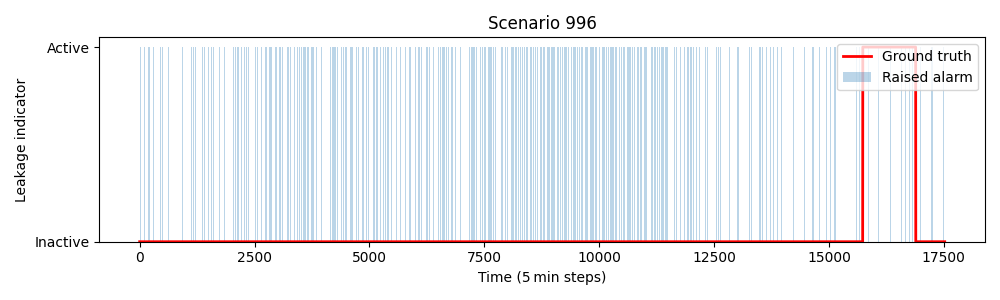 Scenario 996
Active
Inactive
Leakage indicator
Ground truth
Raised alarm
0
2500
5000
7500
10000
12500
15000
17500
Time (5 min steps)